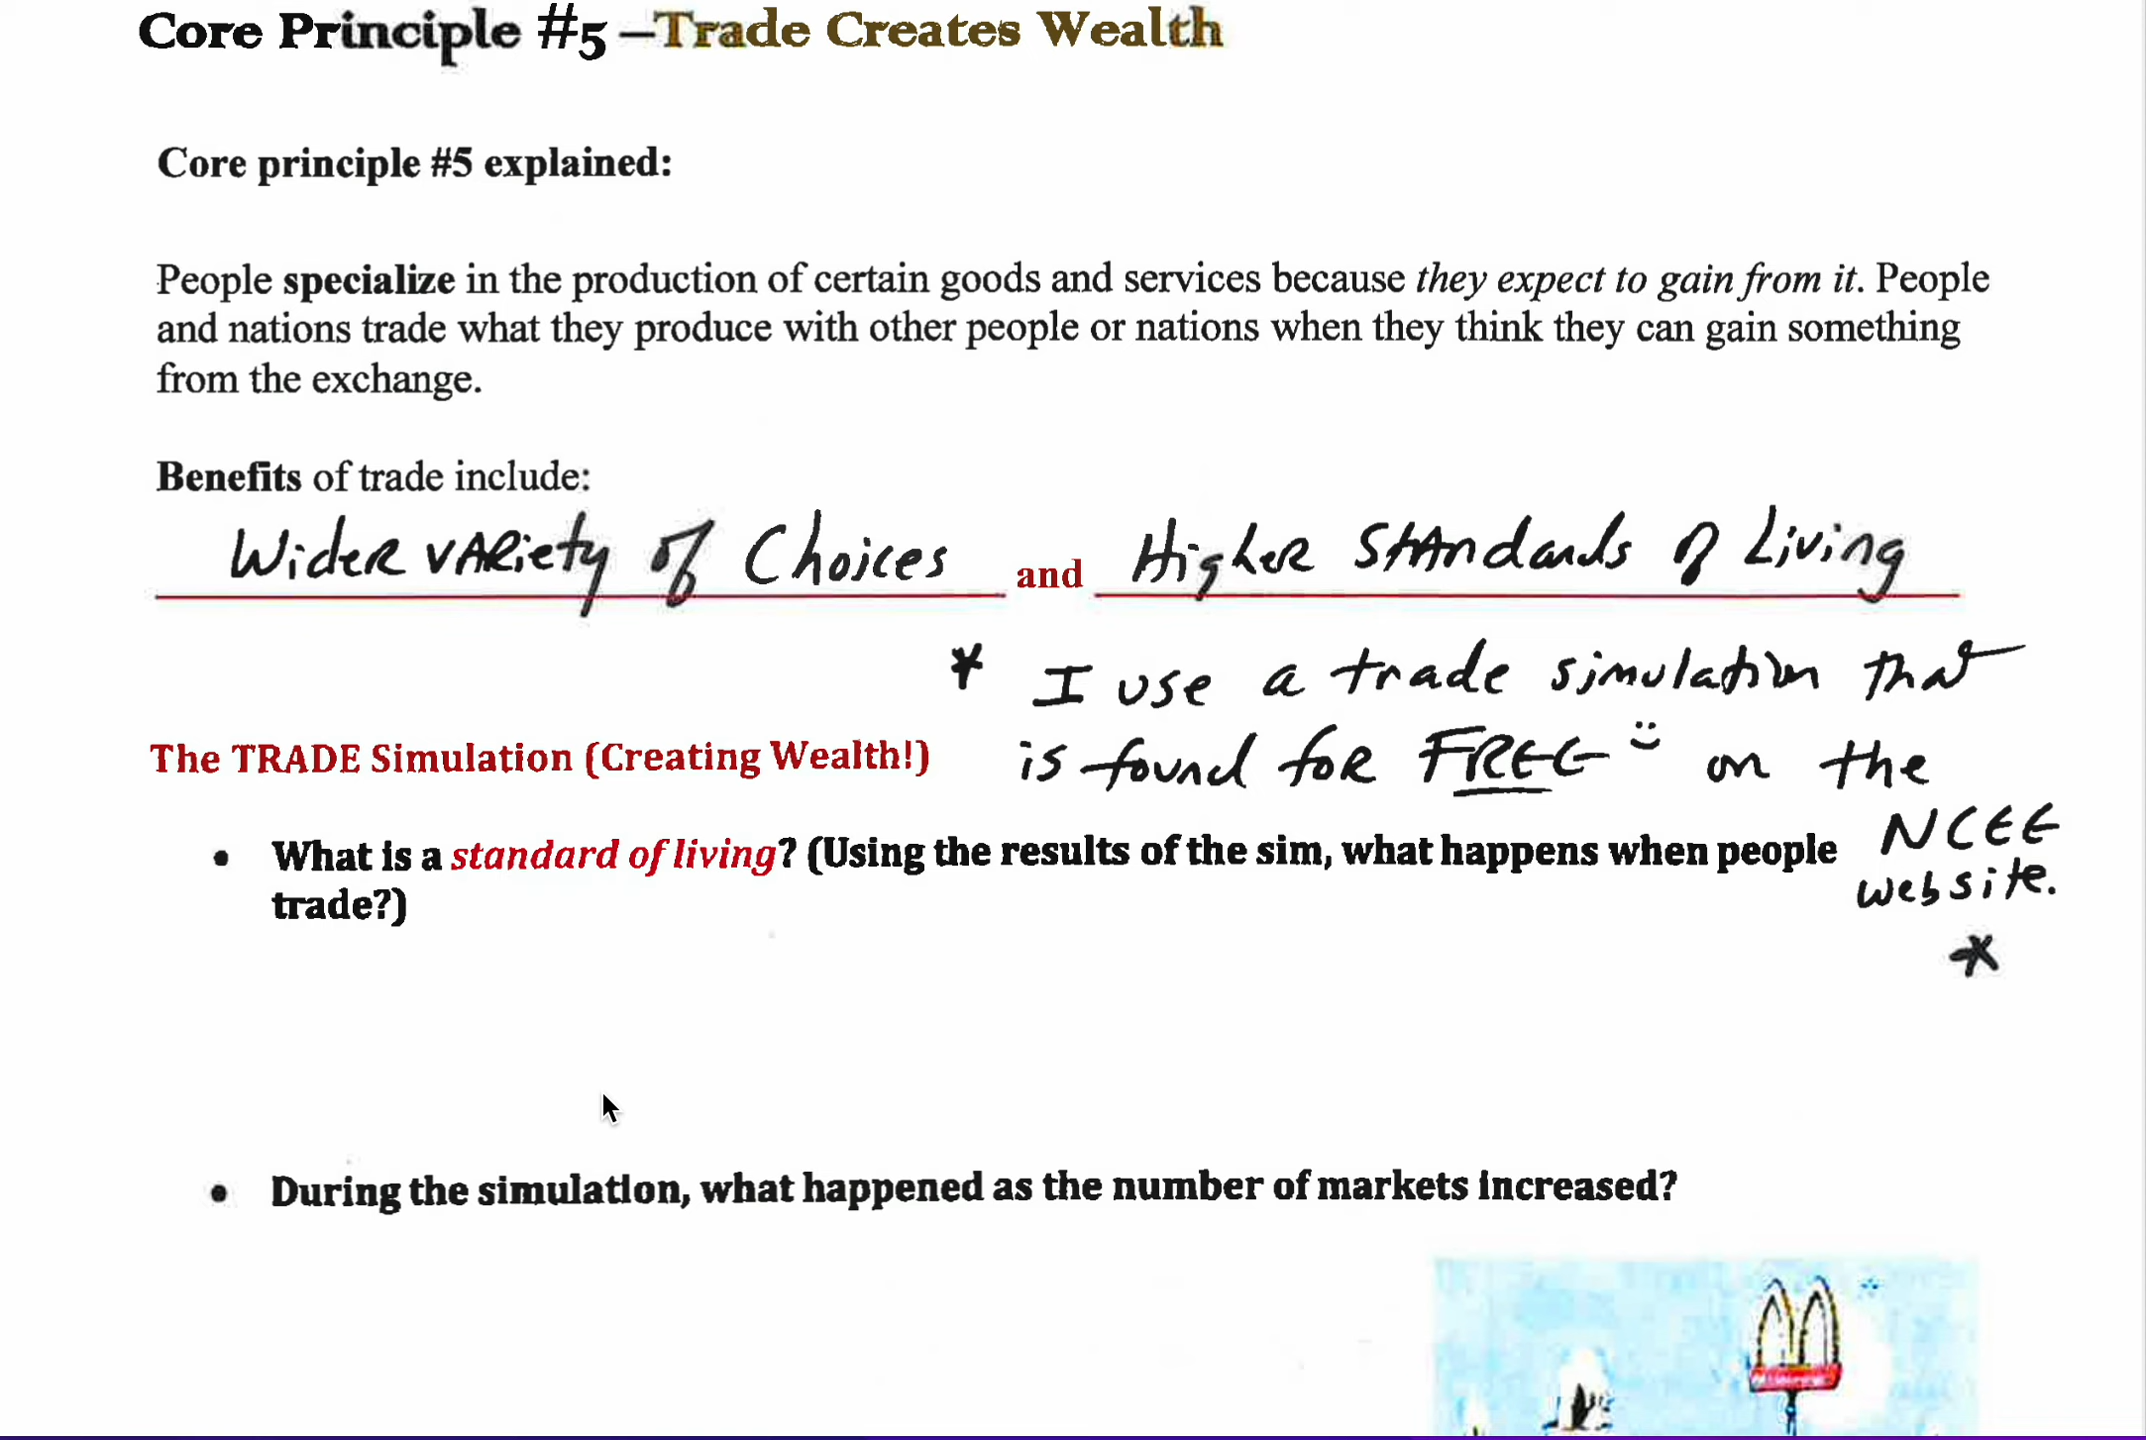 Core Principle #5 –Trade Creates Wealth
Core principle #5 explained:
People specialize in the production of certain goods and services because they expect to gain from it. People
and nations trade what they produce with other people or nations when they think they can gain something
from the exchange.
Benefits of trade include:
Wider variety of Choices and Higher Standards of Living
* I use a trade simulation that
is found for FREE on the
NCEE
website.
*
The TRADE Simulation (Creating Wealth!)
• What is a standard of living? (Using the results of the sim, what happens when people
trade?)
• During the simulation, what happened as the number of markets increased?